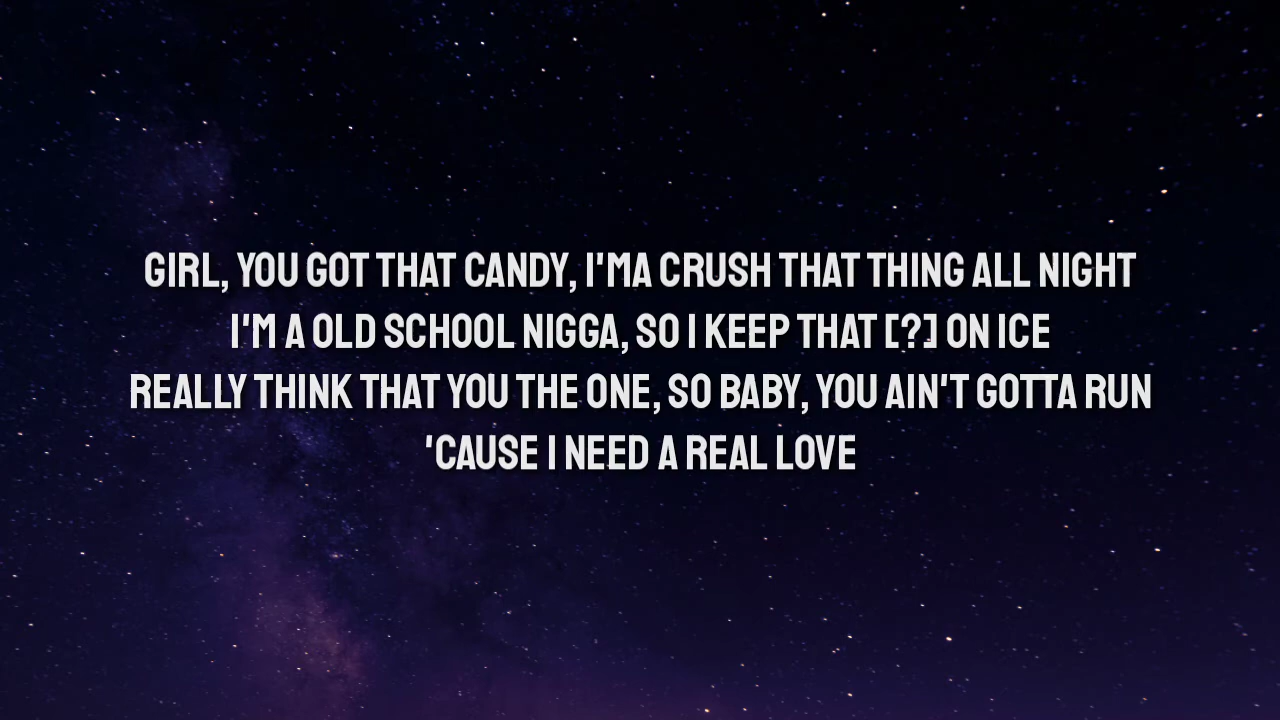 GIRL, YOU GOT THAT CANDY, I'MA CRUSH THAT THING ALL NIGHT
I'M A OLD SCHOOL NIGGA, SO I KEEP THAT [?] ON ICE
REALLY THINK THAT YOU THE ONE, SO BABY, YOU AIN'T GOTTA RUN
'CAUSE I NEED A REAL LOVE